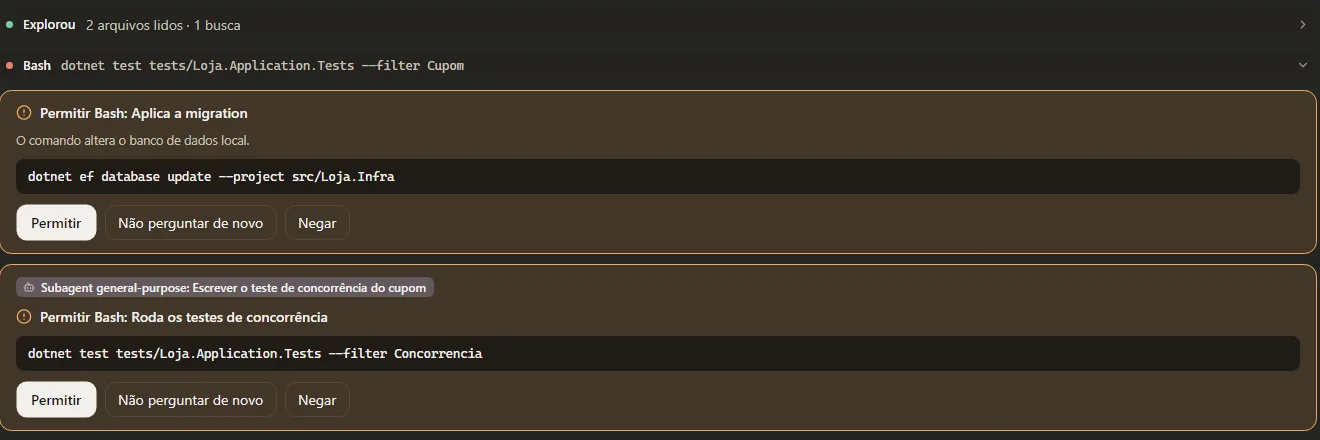 Explorou 2 arquivos lidos · 1 busca
Bash dotnet test tests/Loja.Application.Tests --filter Cupom
Permitir Bash: Aplica a migration
O comando altera o banco de dados local.
dotnet ef database update --project src/Loja.Infra
Permitir Não perguntar de novo Negar
Subagent general-purpose: Escrever o teste de concorrência do cupom
Permitir Bash: Roda os testes de concorrência
dotnet test tests/Loja.Application.Tests --filter Concorrencia
Permitir Não perguntar de novo Negar